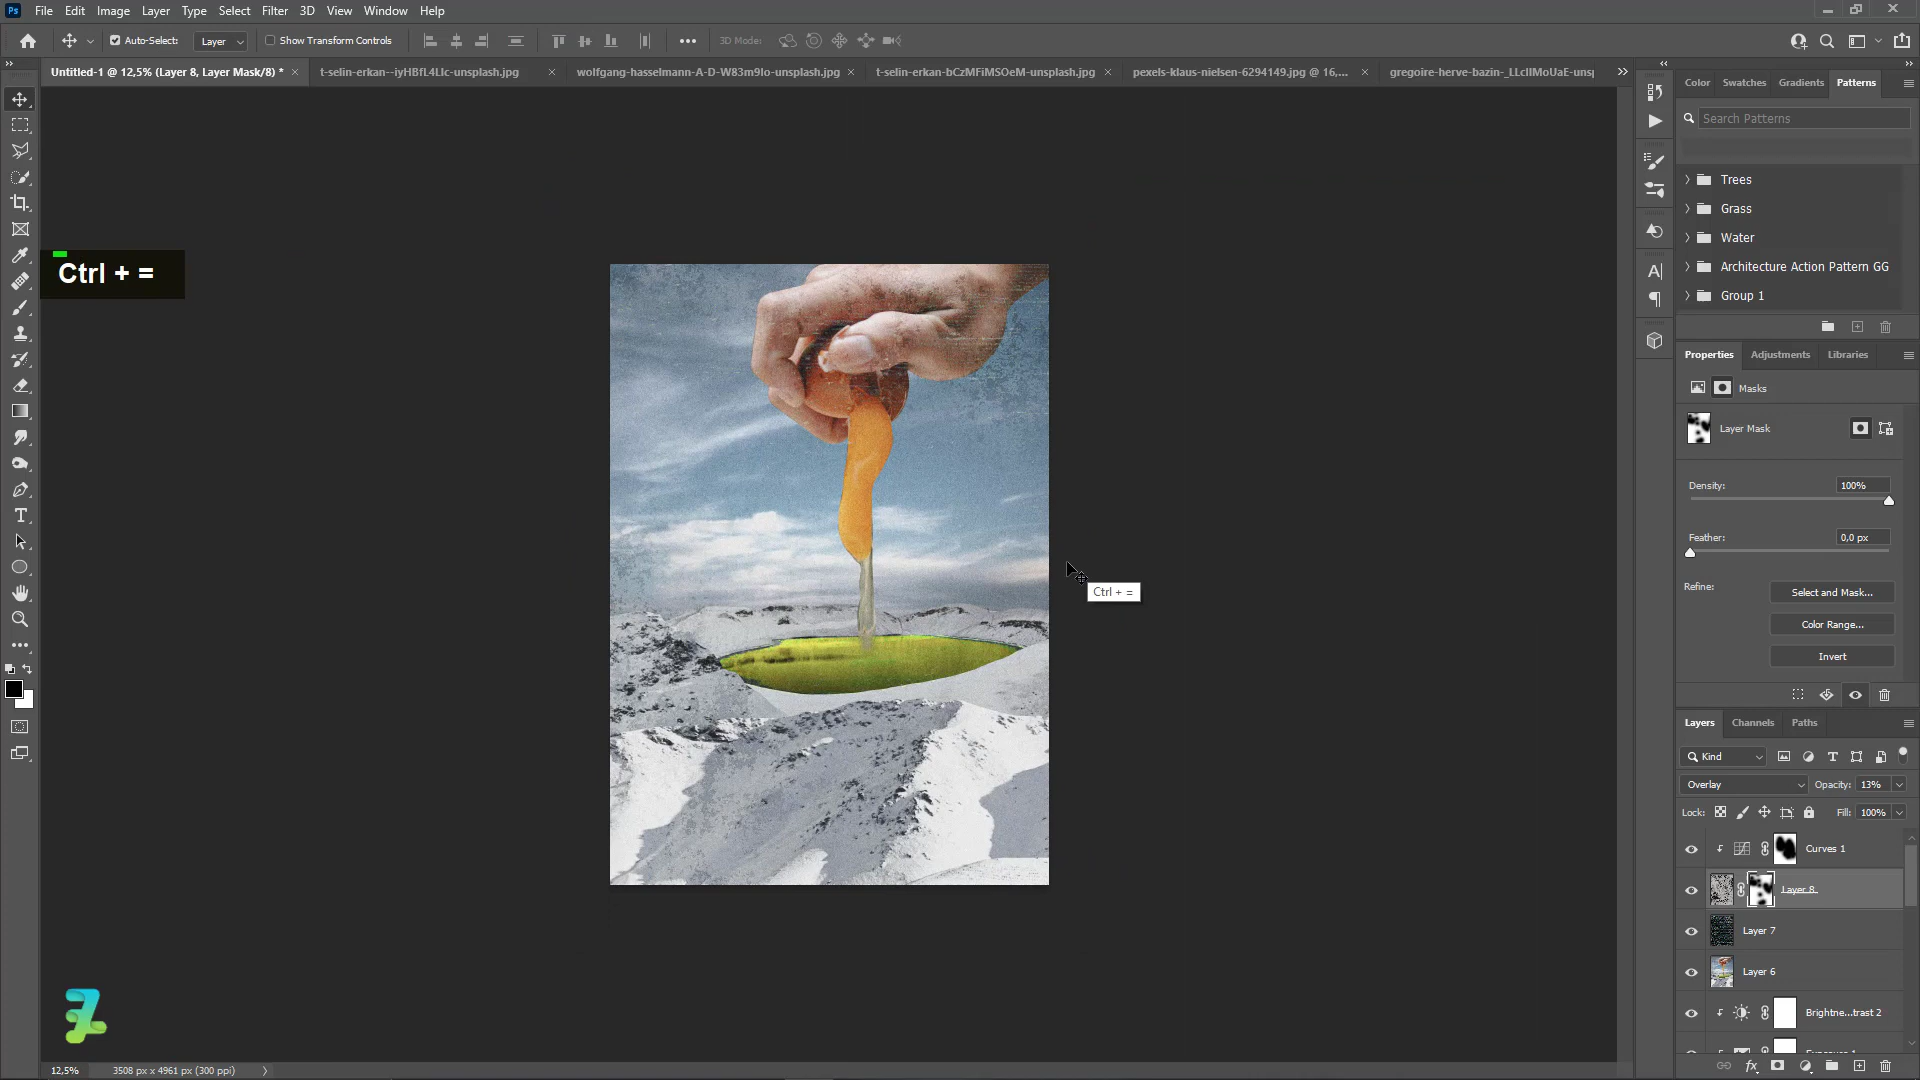 Ps File Edit Image Layer Type Select Filter 3D View Window Help
Auto-Select: Layer Show Transform Controls 3D Mode:
Untitled-1 @ 12,5% (Layer 8, Layer Mask/8) * t-selin-erkan--iyHBfL4Llc-unsplash.jpg wolfgang-hasselmann-A-D-W83m9Io-unsplash.jpg t-selin-erkan-bCzMFiMSOeM-unsplash.jpg pexels-klaus-nielsen-6294149.jpg @ 16,...
Color Swatches Gradients Patterns
Search Patterns
Trees
Grass
Water
Architecture Action Pattern GG
Group 1
Ctrl + =
Ctrl + =
Properties Adjustments Libraries
Masks
Layer Mask
Density: 100%
Feather: 0,0 px
Refine: Select and Mask...
Color Range...
Invert
Layers Channels Paths
Kind
Overlay Opacity: 13%
Lock: Fill: 100%
Curves 1
Layer 8
Layer 7
Layer 6
Brightne...trast 2
12,5% 3508 px x 4961 px (300 ppi)